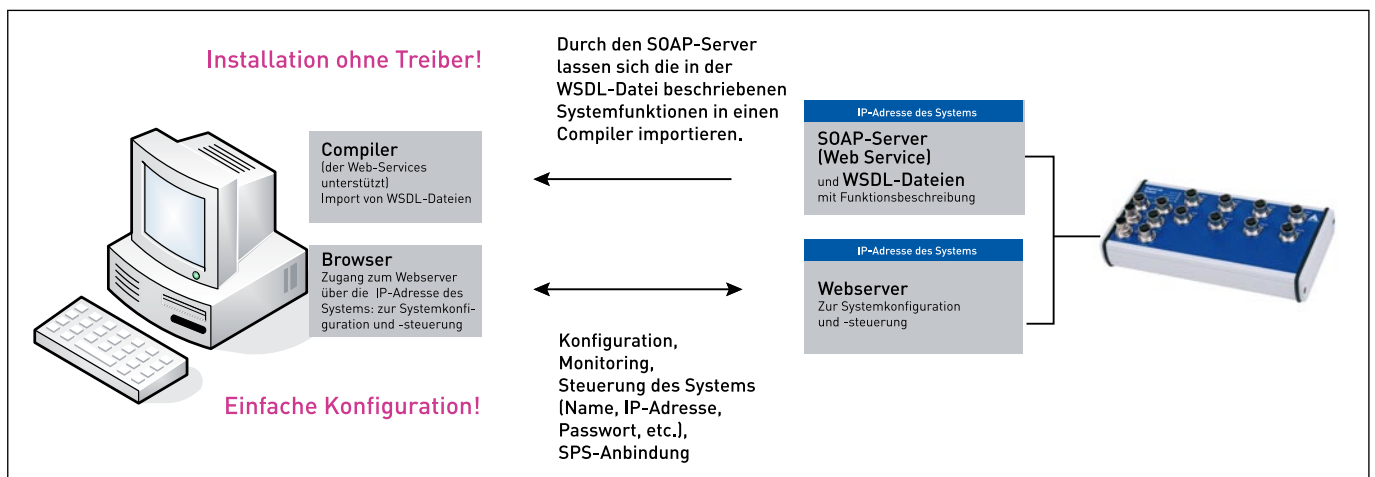 Installation ohne Treiber!
Durch den SOAP-Server
lassen sich die in der
WSDL-Datei beschriebenen
Systemfunktionen in einen
Compiler importieren.
Compiler
(der Web-Services
unterstützt)
Import von WSDL-Dateien
IP-Adresse des Systems
SOAP-Server
(Web Service)
und WSDL-Dateien
mit Funktionsbeschreibung
Browser
Zugang zum Webserver
über die IP-Adresse des
Systems: zur Systemkonfi-
guration und -steuerung
IP-Adresse des Systems
Webserver
Zur Systemkonfiguration
und -steuerung
Einfache Konfiguration!
Konfiguration,
Monitoring,
Steuerung des Systems
(Name, IP-Adresse,
Passwort, etc.),
SPS-Anbindung